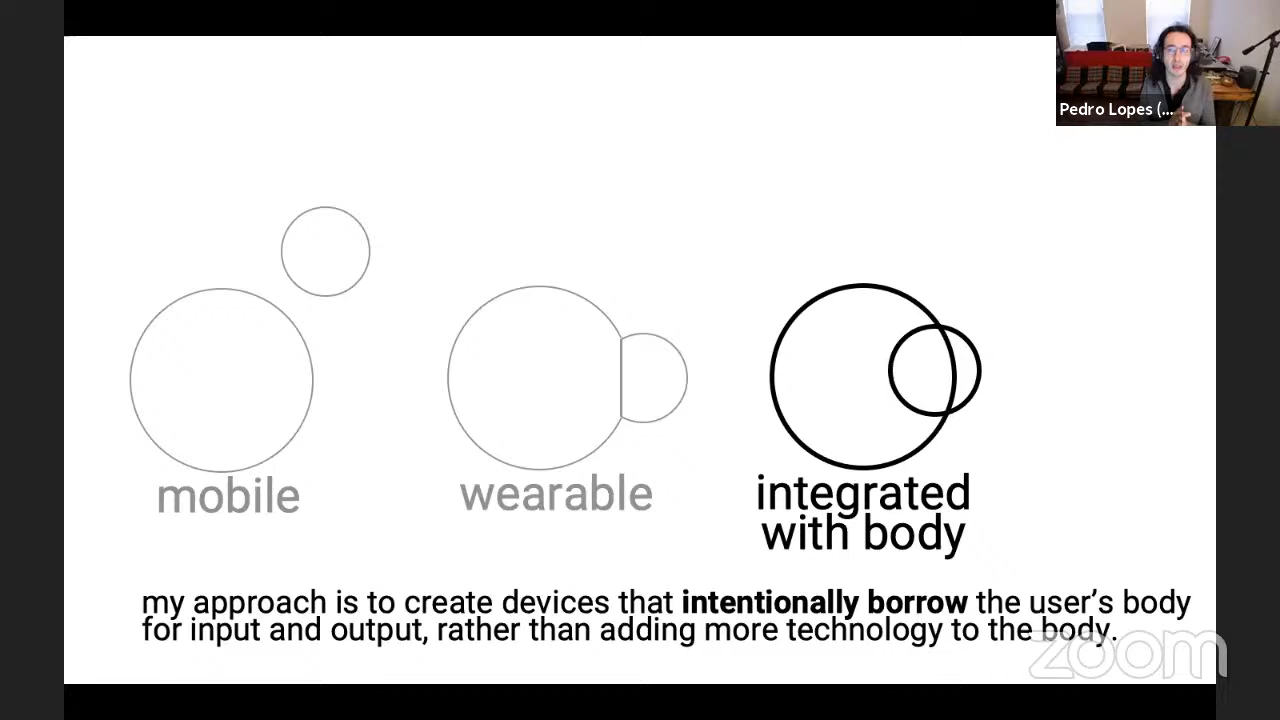 Pedro Lopes (...
mobile
wearable
integrated
with body
my approach is to create devices that intentionally borrow the user’s body
for input and output, rather than adding more technology to the body.
zoom